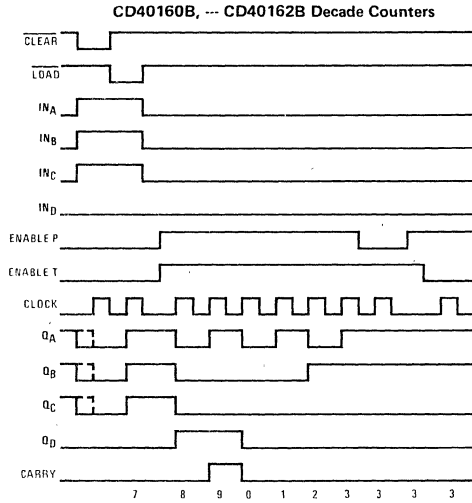 CD40160B, --- CD40162B Decade Counters
CLEAR
LOAD
INA
INB
INC
IND
ENABLE P
ENABLE T
CLOCK
QA
QB
QC
QD
CARRY
7 8 9 0 1 2 3 3 3 3